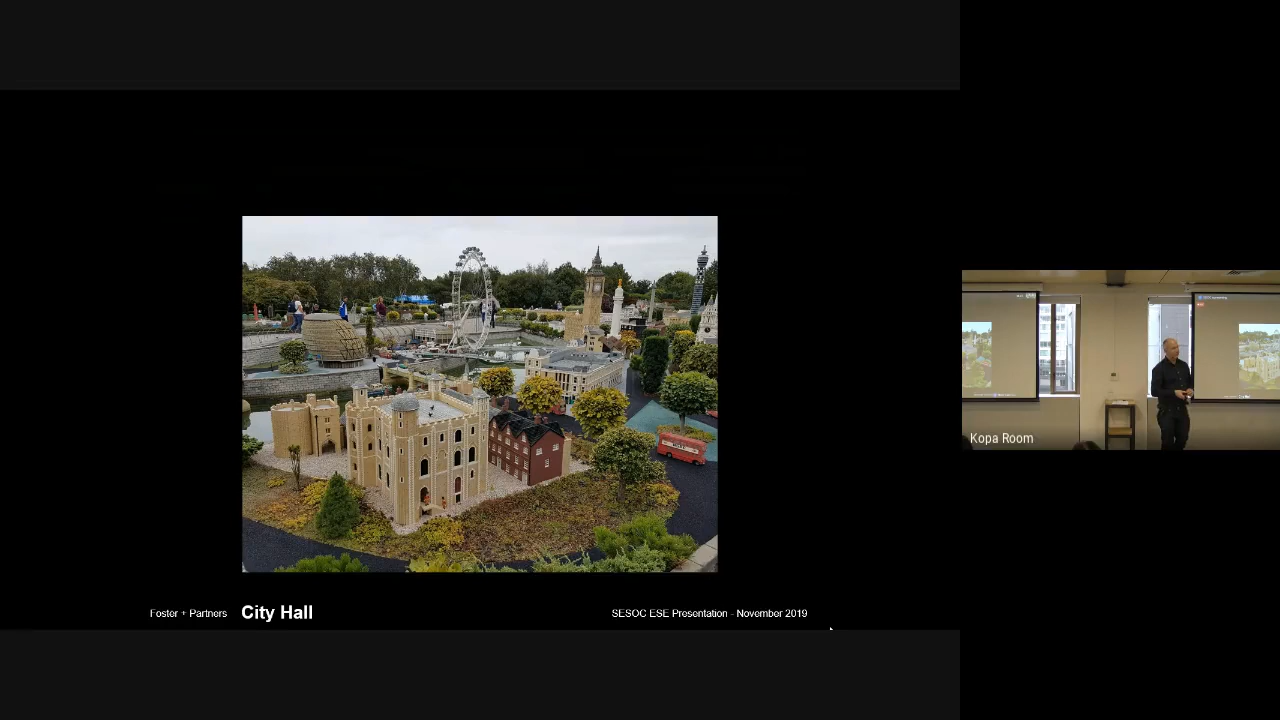 Kopa Room
Foster + Partners City Hall SESOC ESE Presentation - November 2019